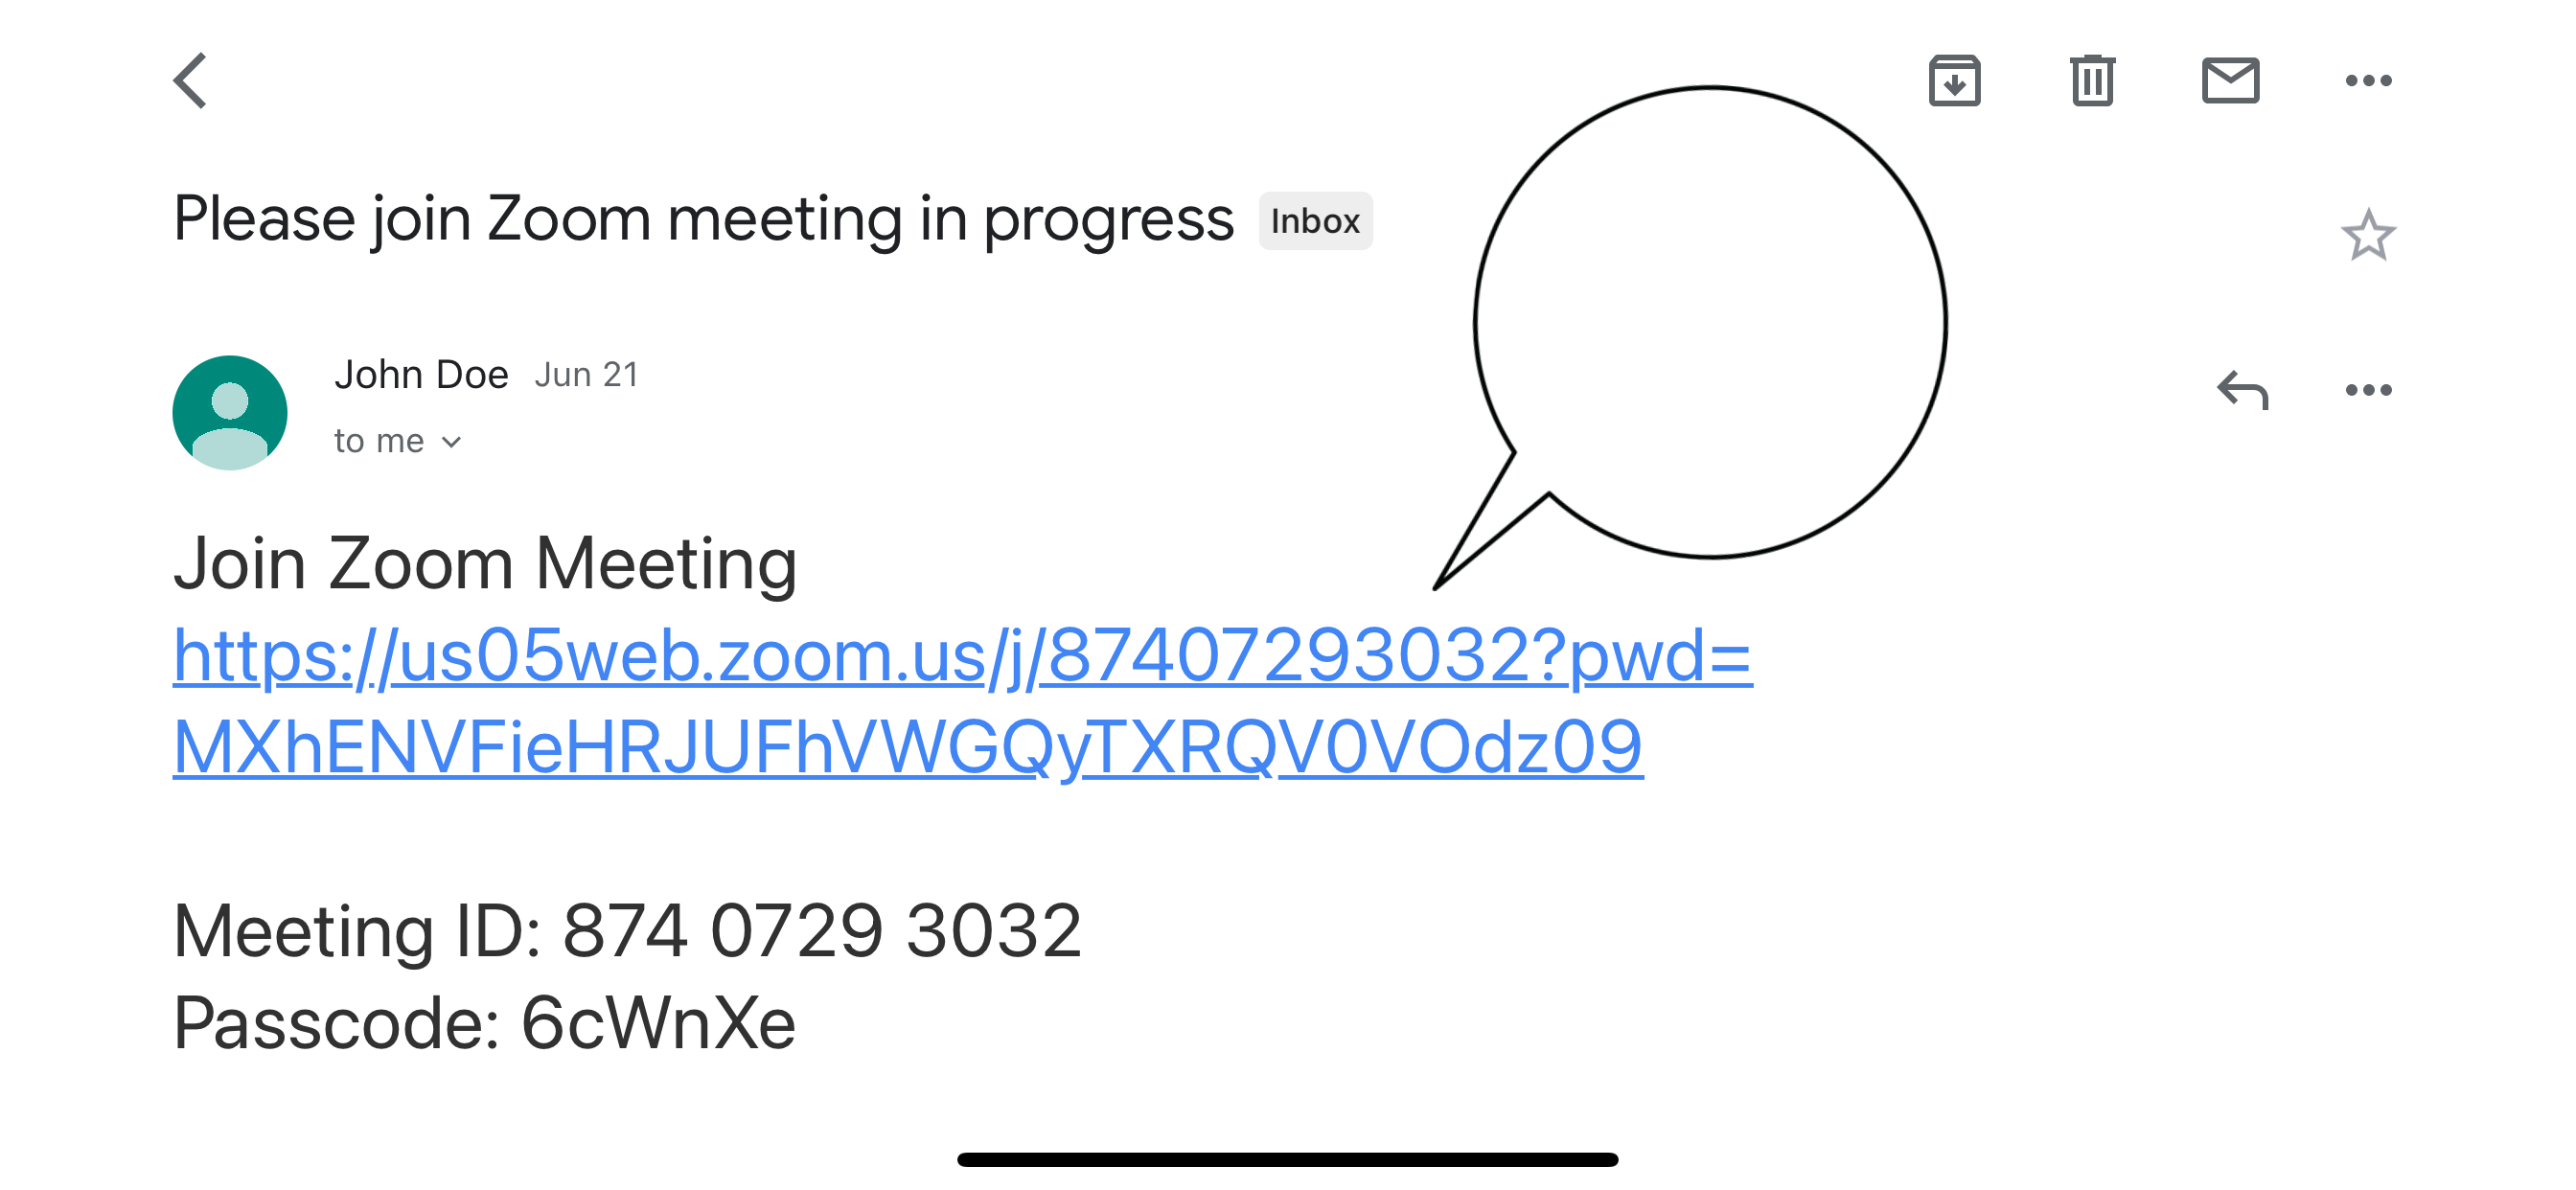 Please join Zoom meeting in progress Inbox
John Doe Jun 21
to me
Join Zoom Meeting
https://us05web.zoom.us/j/87407293032?pwd=
MXhENVFieHRJUFhVWGQyTXRQV0VOdz09
Meeting ID: 874 0729 3032
Passcode: 6cWnXe